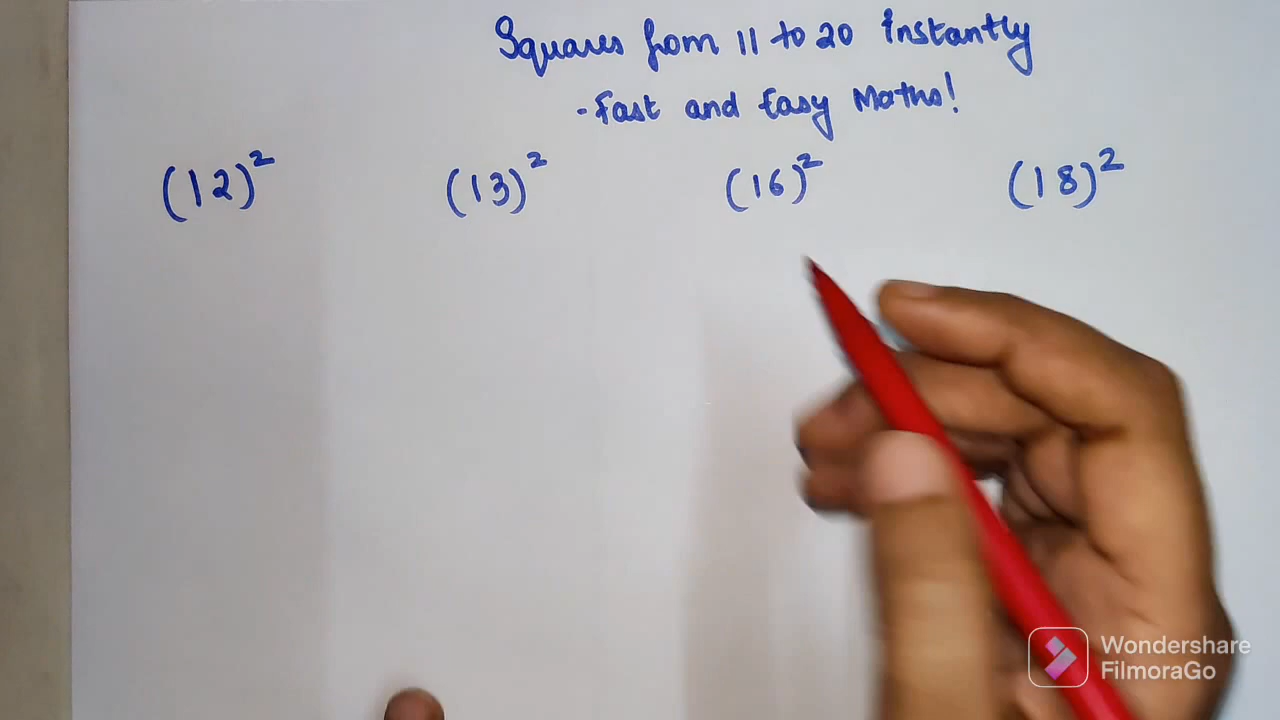 Squares from 11 to 20 Instantly
- Fast and Easy Maths!
(12)² (13)² (16)² (18)²
Wondershare
FilmoraGo